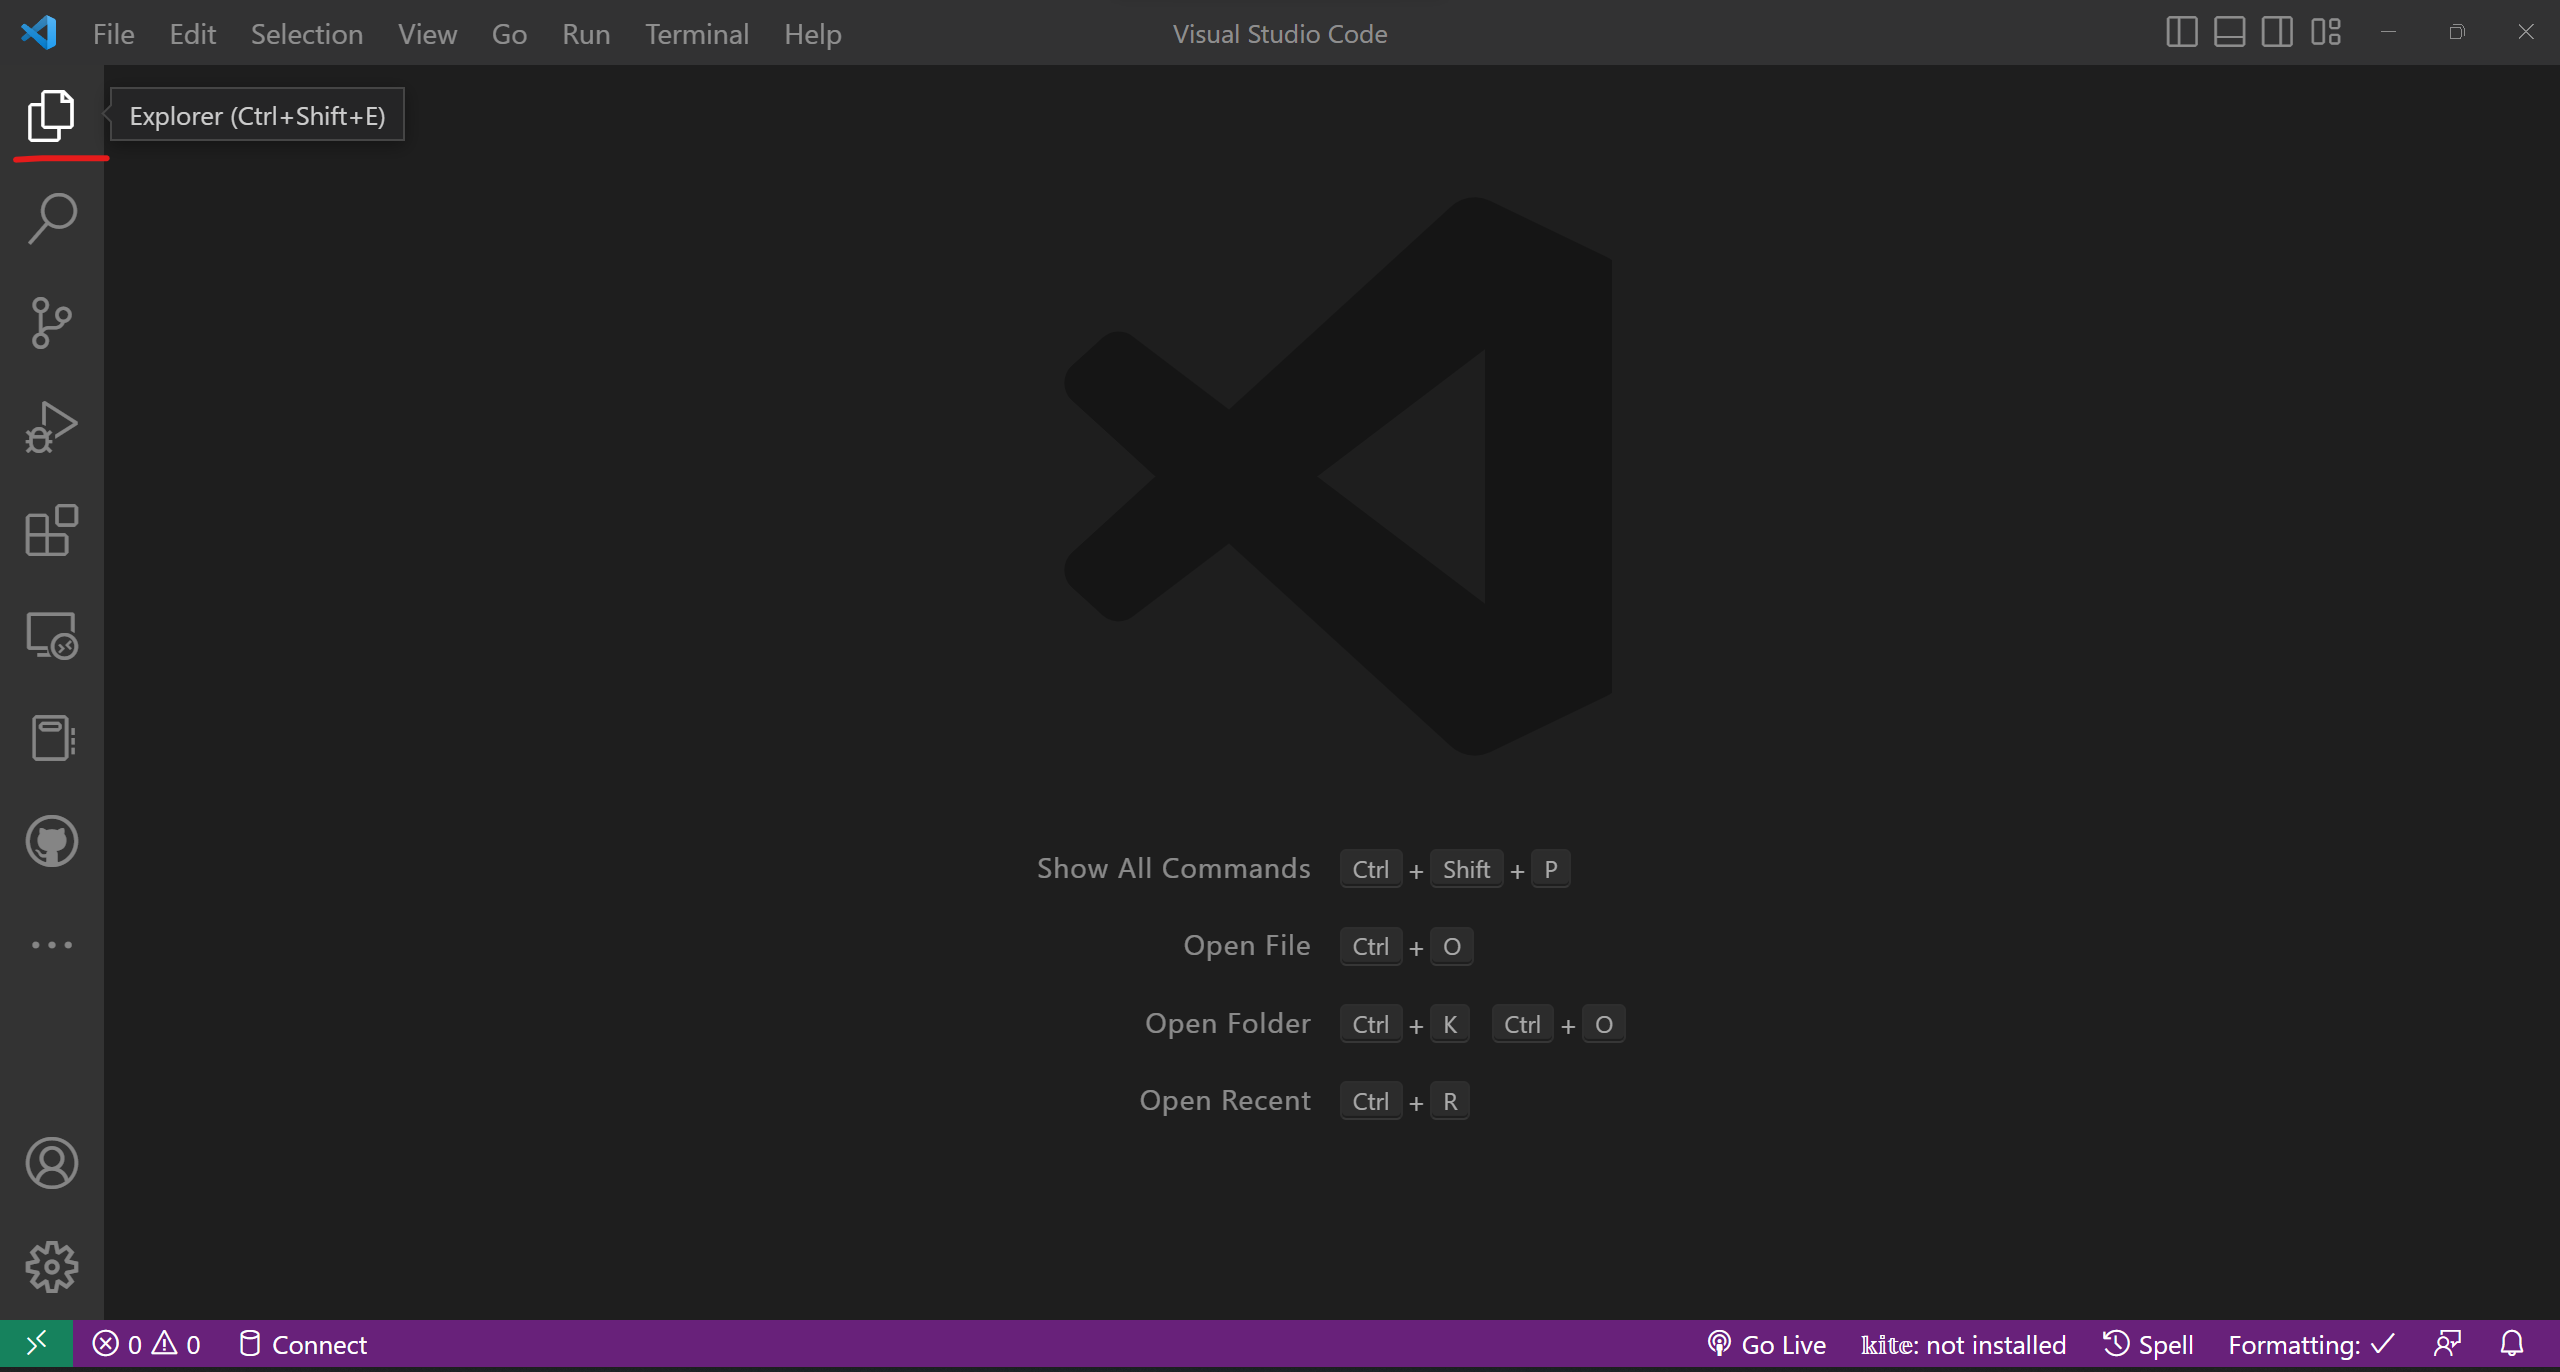 File Edit Selection View Go Run Terminal Help Visual Studio Code
Explorer (Ctrl+Shift+E)
Show All Commands Ctrl + Shift + P
Open File Ctrl + O
Open Folder Ctrl + K Ctrl + O
Open Recent Ctrl + R
0 0 Connect Go Live kite: not installed Spell Formatting: ✓